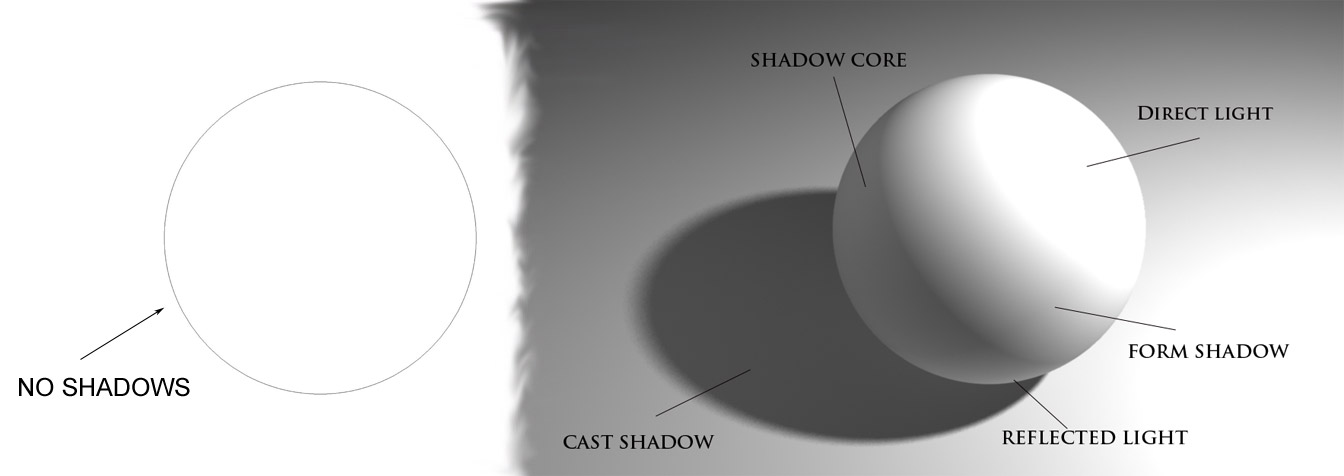 NO SHADOWS
SHADOW CORE
DIRECT LIGHT
FORM SHADOW
REFLECTED LIGHT
CAST SHADOW